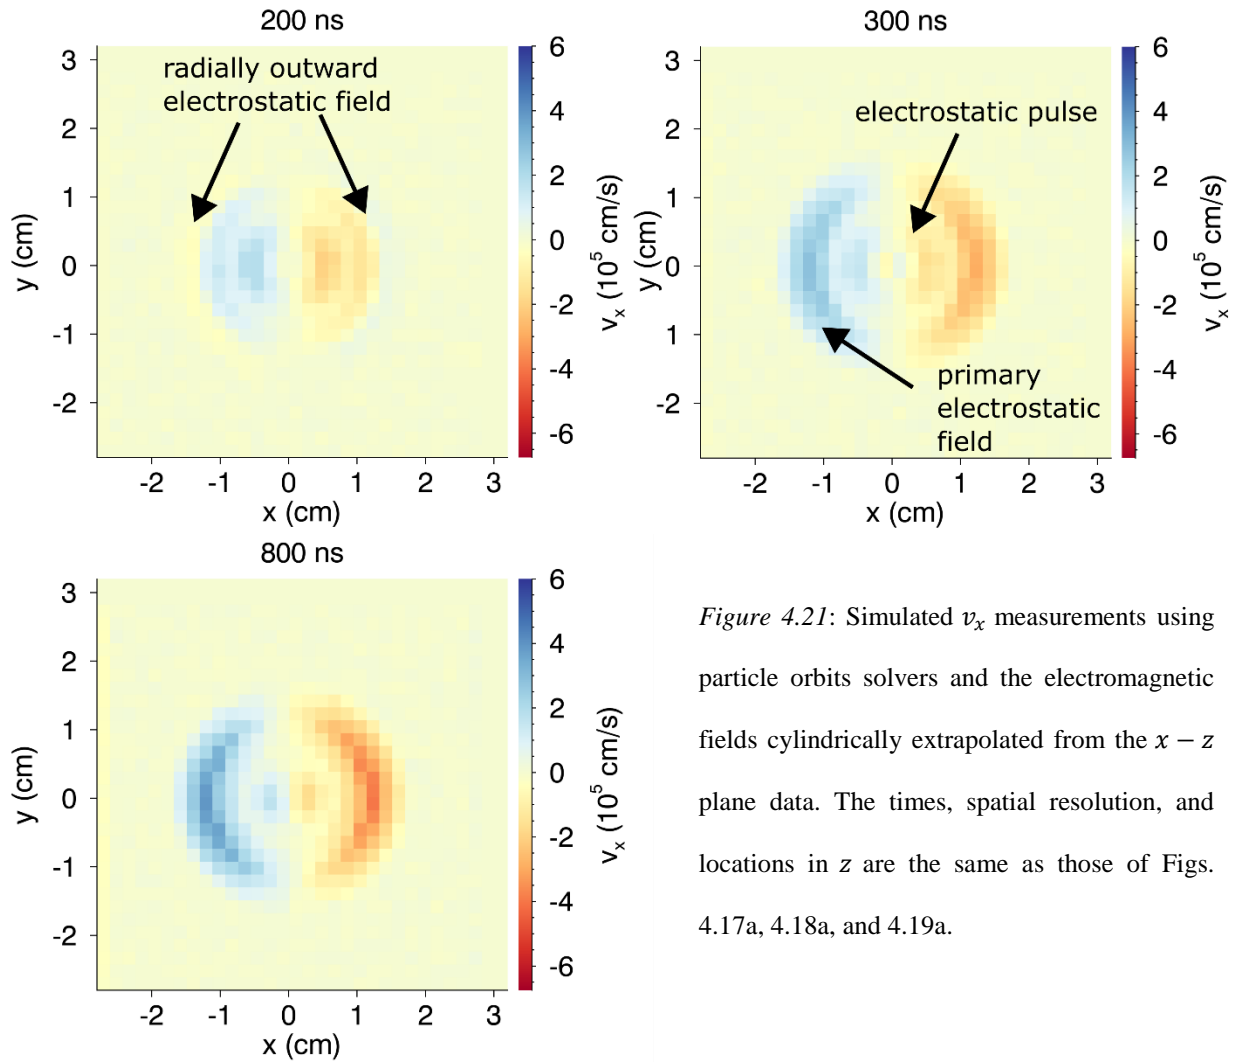 200 ns
radially outward
electrostatic field
3
2
1
0
-1
-2
y (cm)
-2 -1 0 1 2 3
x (cm)
6
4
2
0
-2
-4
-6
v_x (10^5 cm/s)
300 ns
electrostatic pulse
primary
electrostatic
field
3
2
1
0
-1
-2
y (cm)
-2 -1 0 1 2 3
x (cm)
6
4
2
0
-2
-4
-6
v_x (10^5 cm/s)
800 ns
3
2
1
0
-1
-2
y (cm)
-2 -1 0 1 2 3
x (cm)
6
4
2
0
-2
-4
-6
v_x (10^5 cm/s)
Figure 4.21: Simulated v_x measurements using
particle orbits solvers and the electromagnetic
fields cylindrically extrapolated from the x − z
plane data. The times, spatial resolution, and
locations in z are the same as those of Figs.
4.17a, 4.18a, and 4.19a.